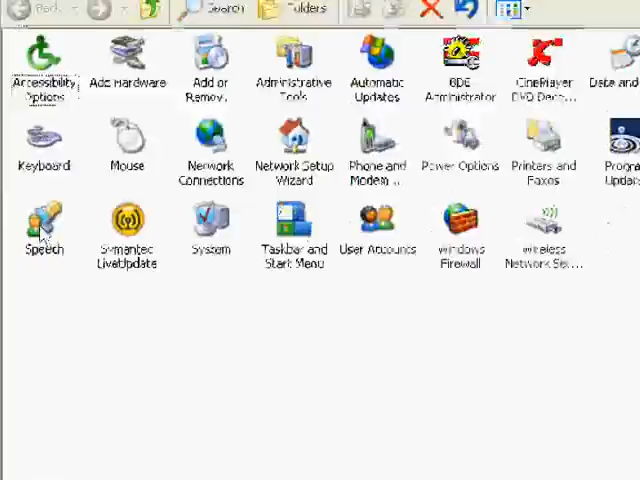 Back
Search
Folders
Accessibility
Options
Add Hardware
Add or
Remov...
Administrative
Tools
Automatic
Updates
BDE
Administrator
CinePlayer
DVD Deco...
Date and
Keyboard
Mouse
Network
Connections
Network Setup
Wizard
Phone and
Modem ...
Power Options
Printers and
Faxes
Progra
Updat
Speech
Symantec
LiveUpdate
System
Taskbar and
Start Menu
User Accounts
Windows
Firewall
Wireless
Network Set...